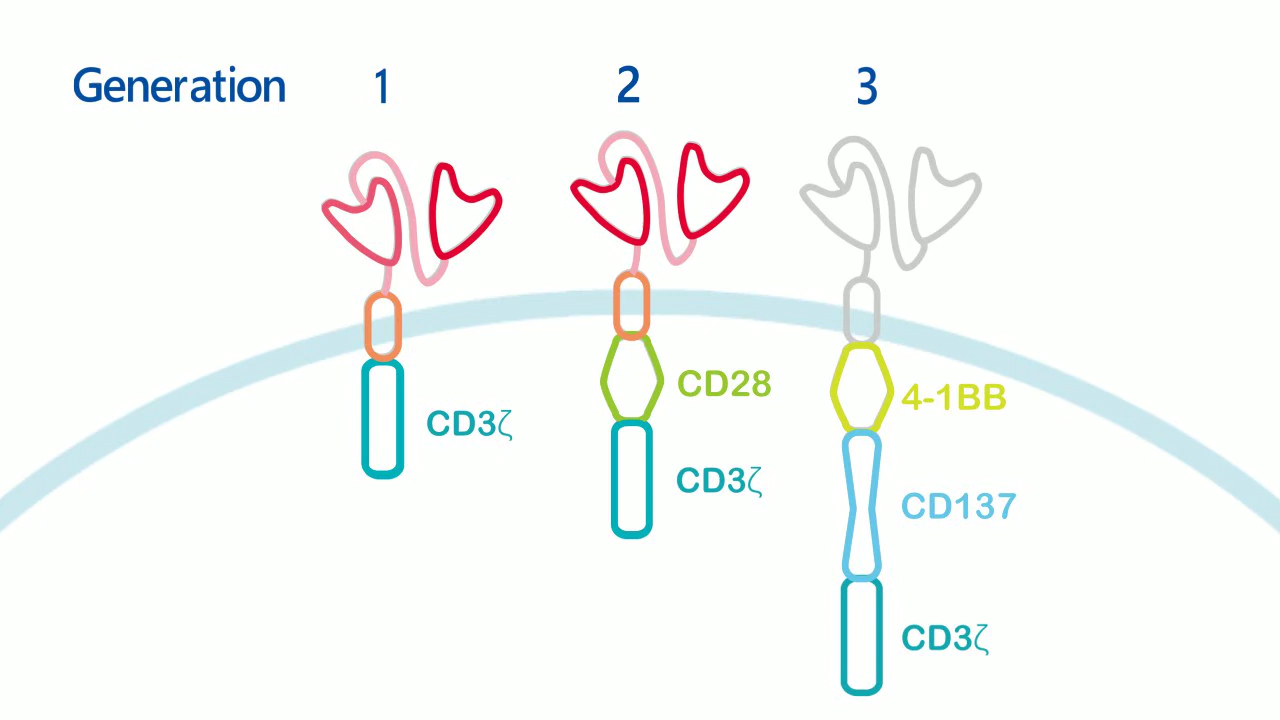 Generation 1 2 3
CD28
4-1BB
CD3ζ
CD3ζ
CD137
CD3ζ